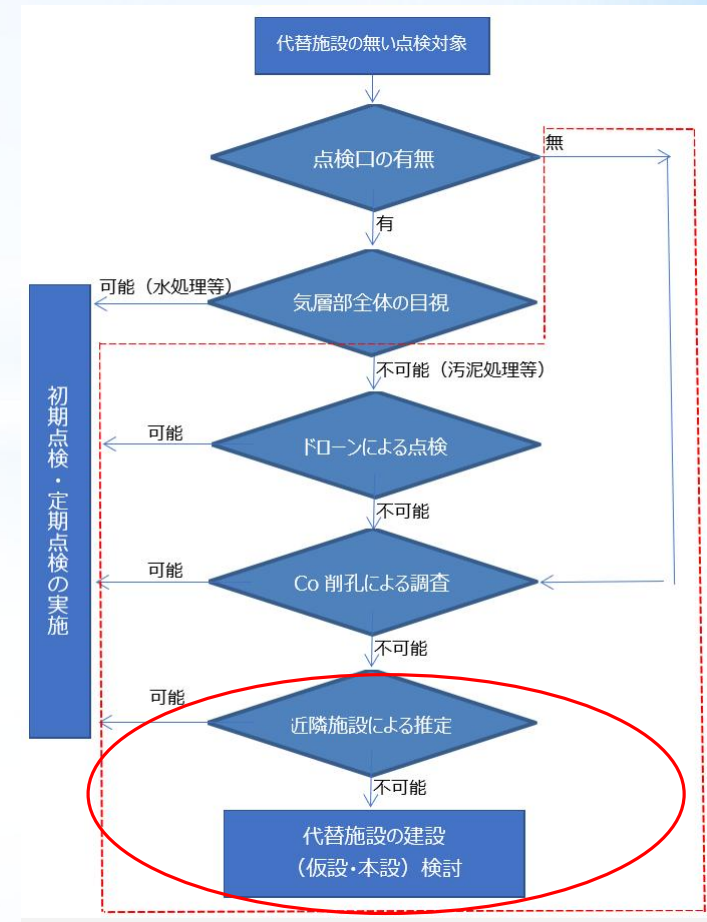 代替施設の無い点検対象
点検口の有無
無
有
気層部全体の目視
可能（水処理等）
不可能（汚泥処理等）
初期点検・定期点検の実施
ドローンによる点検
可能
不可能
Co 削孔による調査
可能
不可能
近隣施設による推定
可能
不可能
代替施設の建設
（仮設・本設）検討